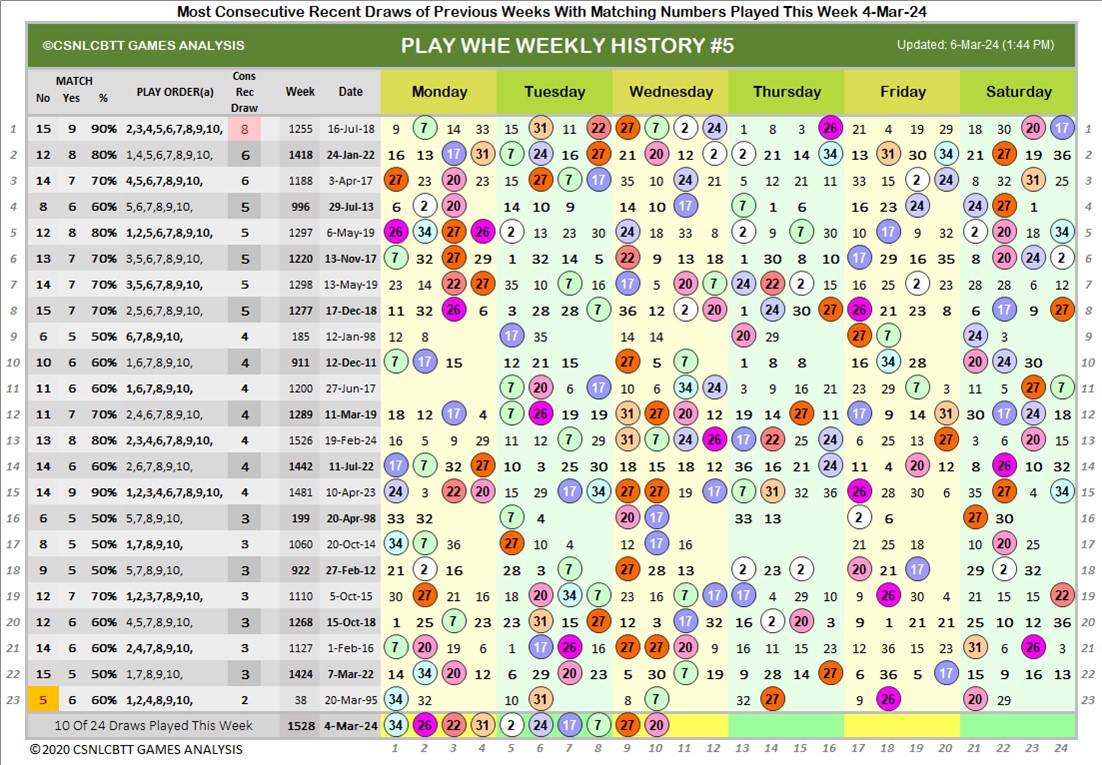 Most Consecutive Recent Draws of Previous Weeks With Matching Numbers Played This Week 4-Mar-24
©CSNLCBTT GAMES ANALYSIS PLAY WHE WEEKLY HISTORY #5 Updated: 6-Mar-24 (1:44 PM)
No MATCH Yes % PLAY ORDER(a) Cons Rec Draw Week Date Monday Tuesday Wednesday Thursday Friday Saturday
1 15 9 90% 2,3,4,5,6,7,8,9,10, 8 1255 16-Jul-18 9 7 14 33 15 31 11 22 27 7 2 24 1 8 3 26 21 4 19 29 18 30 20 17 1
2 12 8 80% 1,4,5,6,7,8,9,10, 6 1418 24-Jan-22 16 13 17 31 7 24 16 27 21 20 12 2 2 21 14 34 13 31 30 34 21 27 19 36 2
3 14 7 70% 4,5,6,7,8,9,10, 6 1188 3-Apr-17 27 23 20 23 15 27 7 17 35 10 24 21 5 12 21 11 33 15 2 24 8 32 31 25 3
4 8 6 60% 5,6,7,8,9,10, 5 996 29-Jul-13 6 2 20 14 10 9 14 10 17 7 1 6 16 23 24 24 27 1 4
5 12 8 80% 1,2,5,6,7,8,9,10, 5 1297 6-May-19 26 34 27 26 2 13 23 30 24 18 33 8 2 9 7 30 10 17 9 32 2 20 18 34 5
6 13 7 70% 3,5,6,7,8,9,10, 5 1220 13-Nov-17 7 32 27 29 1 32 14 5 22 9 13 18 1 30 8 10 17 29 16 35 8 20 24 2 6
7 14 7 70% 3,5,6,7,8,9,10, 5 1298 13-May-19 23 14 22 27 35 10 7 16 17 5 20 7 24 22 2 15 16 25 2 23 28 28 6 12 7
8 15 7 70% 2,5,6,7,8,9,10, 5 1277 17-Dec-18 11 32 26 6 3 28 28 7 36 12 2 20 1 24 30 27 26 21 23 8 6 17 9 27 8
9 6 5 50% 6,7,8,9,10, 4 185 12-Jan-98 12 8 17 35 14 14 20 29 27 7 24 3 9
10 12 6 60% 1,6,7,8,9,10, 4 911 12-Dec-11 7 17 15 12 21 15 27 5 7 1 8 8 16 34 28 20 24 30 10
11 11 6 60% 1,6,7,8,9,10, 4 1200 27-Jun-17 7 20 6 17 10 6 34 24 3 9 16 21 23 29 7 3 11 5 27 7 11
12 11 7 70% 2,4,6,7,8,9,10, 4 1289 11-Mar-19 18 12 17 4 7 26 19 19 31 27 20 12 19 14 27 11 17 9 14 31 30 17 24 18 12
13 13 8 80% 2,3,4,6,7,8,9,10, 4 1526 19-Feb-24 16 5 9 29 11 12 7 29 31 7 24 26 17 22 25 24 6 25 13 27 3 6 20 15 13
14 14 6 60% 2,6,7,8,9,10, 4 1442 11-Jul-22 17 7 32 27 10 3 25 30 18 15 18 12 36 16 21 24 11 4 20 12 8 26 10 32 14
15 14 9 90% 1,2,3,4,6,7,8,9,10, 4 1481 10-Apr-23 24 3 22 20 15 29 17 34 27 27 19 17 7 31 32 36 26 28 30 6 35 27 4 34 15
16 6 5 50% 5,7,8,9,10, 3 199 20-Apr-98 33 32 7 4 20 17 33 13 2 6 27 30 16
17 8 5 50% 1,7,8,9,10, 3 1060 20-Oct-14 34 7 36 27 10 4 12 17 16 21 25 18 10 20 25 17
18 9 5 50% 5,7,8,9,10, 3 922 27-Feb-12 21 2 16 28 3 7 27 28 13 2 23 2 20 21 17 29 2 32 18
19 12 7 70% 1,2,3,7,8,9,10, 3 1110 5-Oct-15 30 27 21 16 18 20 34 7 23 16 7 17 17 4 29 10 9 26 30 4 21 15 15 22 19
20 12 6 60% 4,5,7,8,9,10, 3 1268 15-Oct-18 1 25 7 23 23 31 15 27 12 3 17 32 16 2 20 3 9 1 21 21 25 10 12 36 20
21 14 6 60% 2,4,7,8,9,10, 3 1127 1-Feb-16 7 20 19 6 1 17 26 16 27 27 20 9 16 11 15 23 12 36 15 23 31 6 26 3 21
22 15 5 50% 1,7,8,9,10, 3 1424 7-Mar-22 14 34 20 12 6 29 20 23 5 30 7 19 9 28 14 27 6 36 5 17 15 9 16 13 22
23 5 6 60% 1,2,4,8,9,10, 2 38 20-Mar-95 34 32 10 31 8 7 32 27 9 26 20 29 23
10 Of 24 Draws Played This Week 1528 4-Mar-24 34 26 22 31 2 24 17 7 27 20
© 2020 CSNLCBTT GAMES ANALYSIS 1 2 3 4 5 6 7 8 9 10 11 12 13 14 15 16 17 18 19 20 21 22 23 24